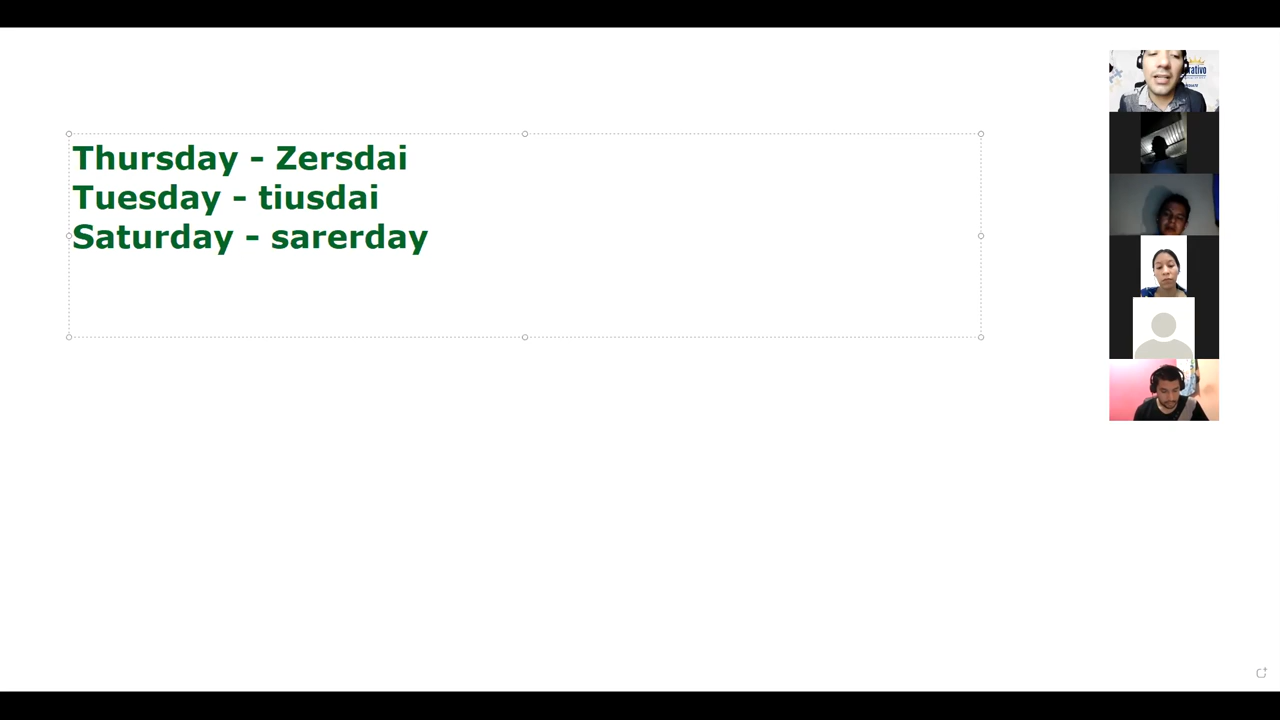 Thursday - Zersdai
Tuesday - tiusdai
Saturday - sarerday